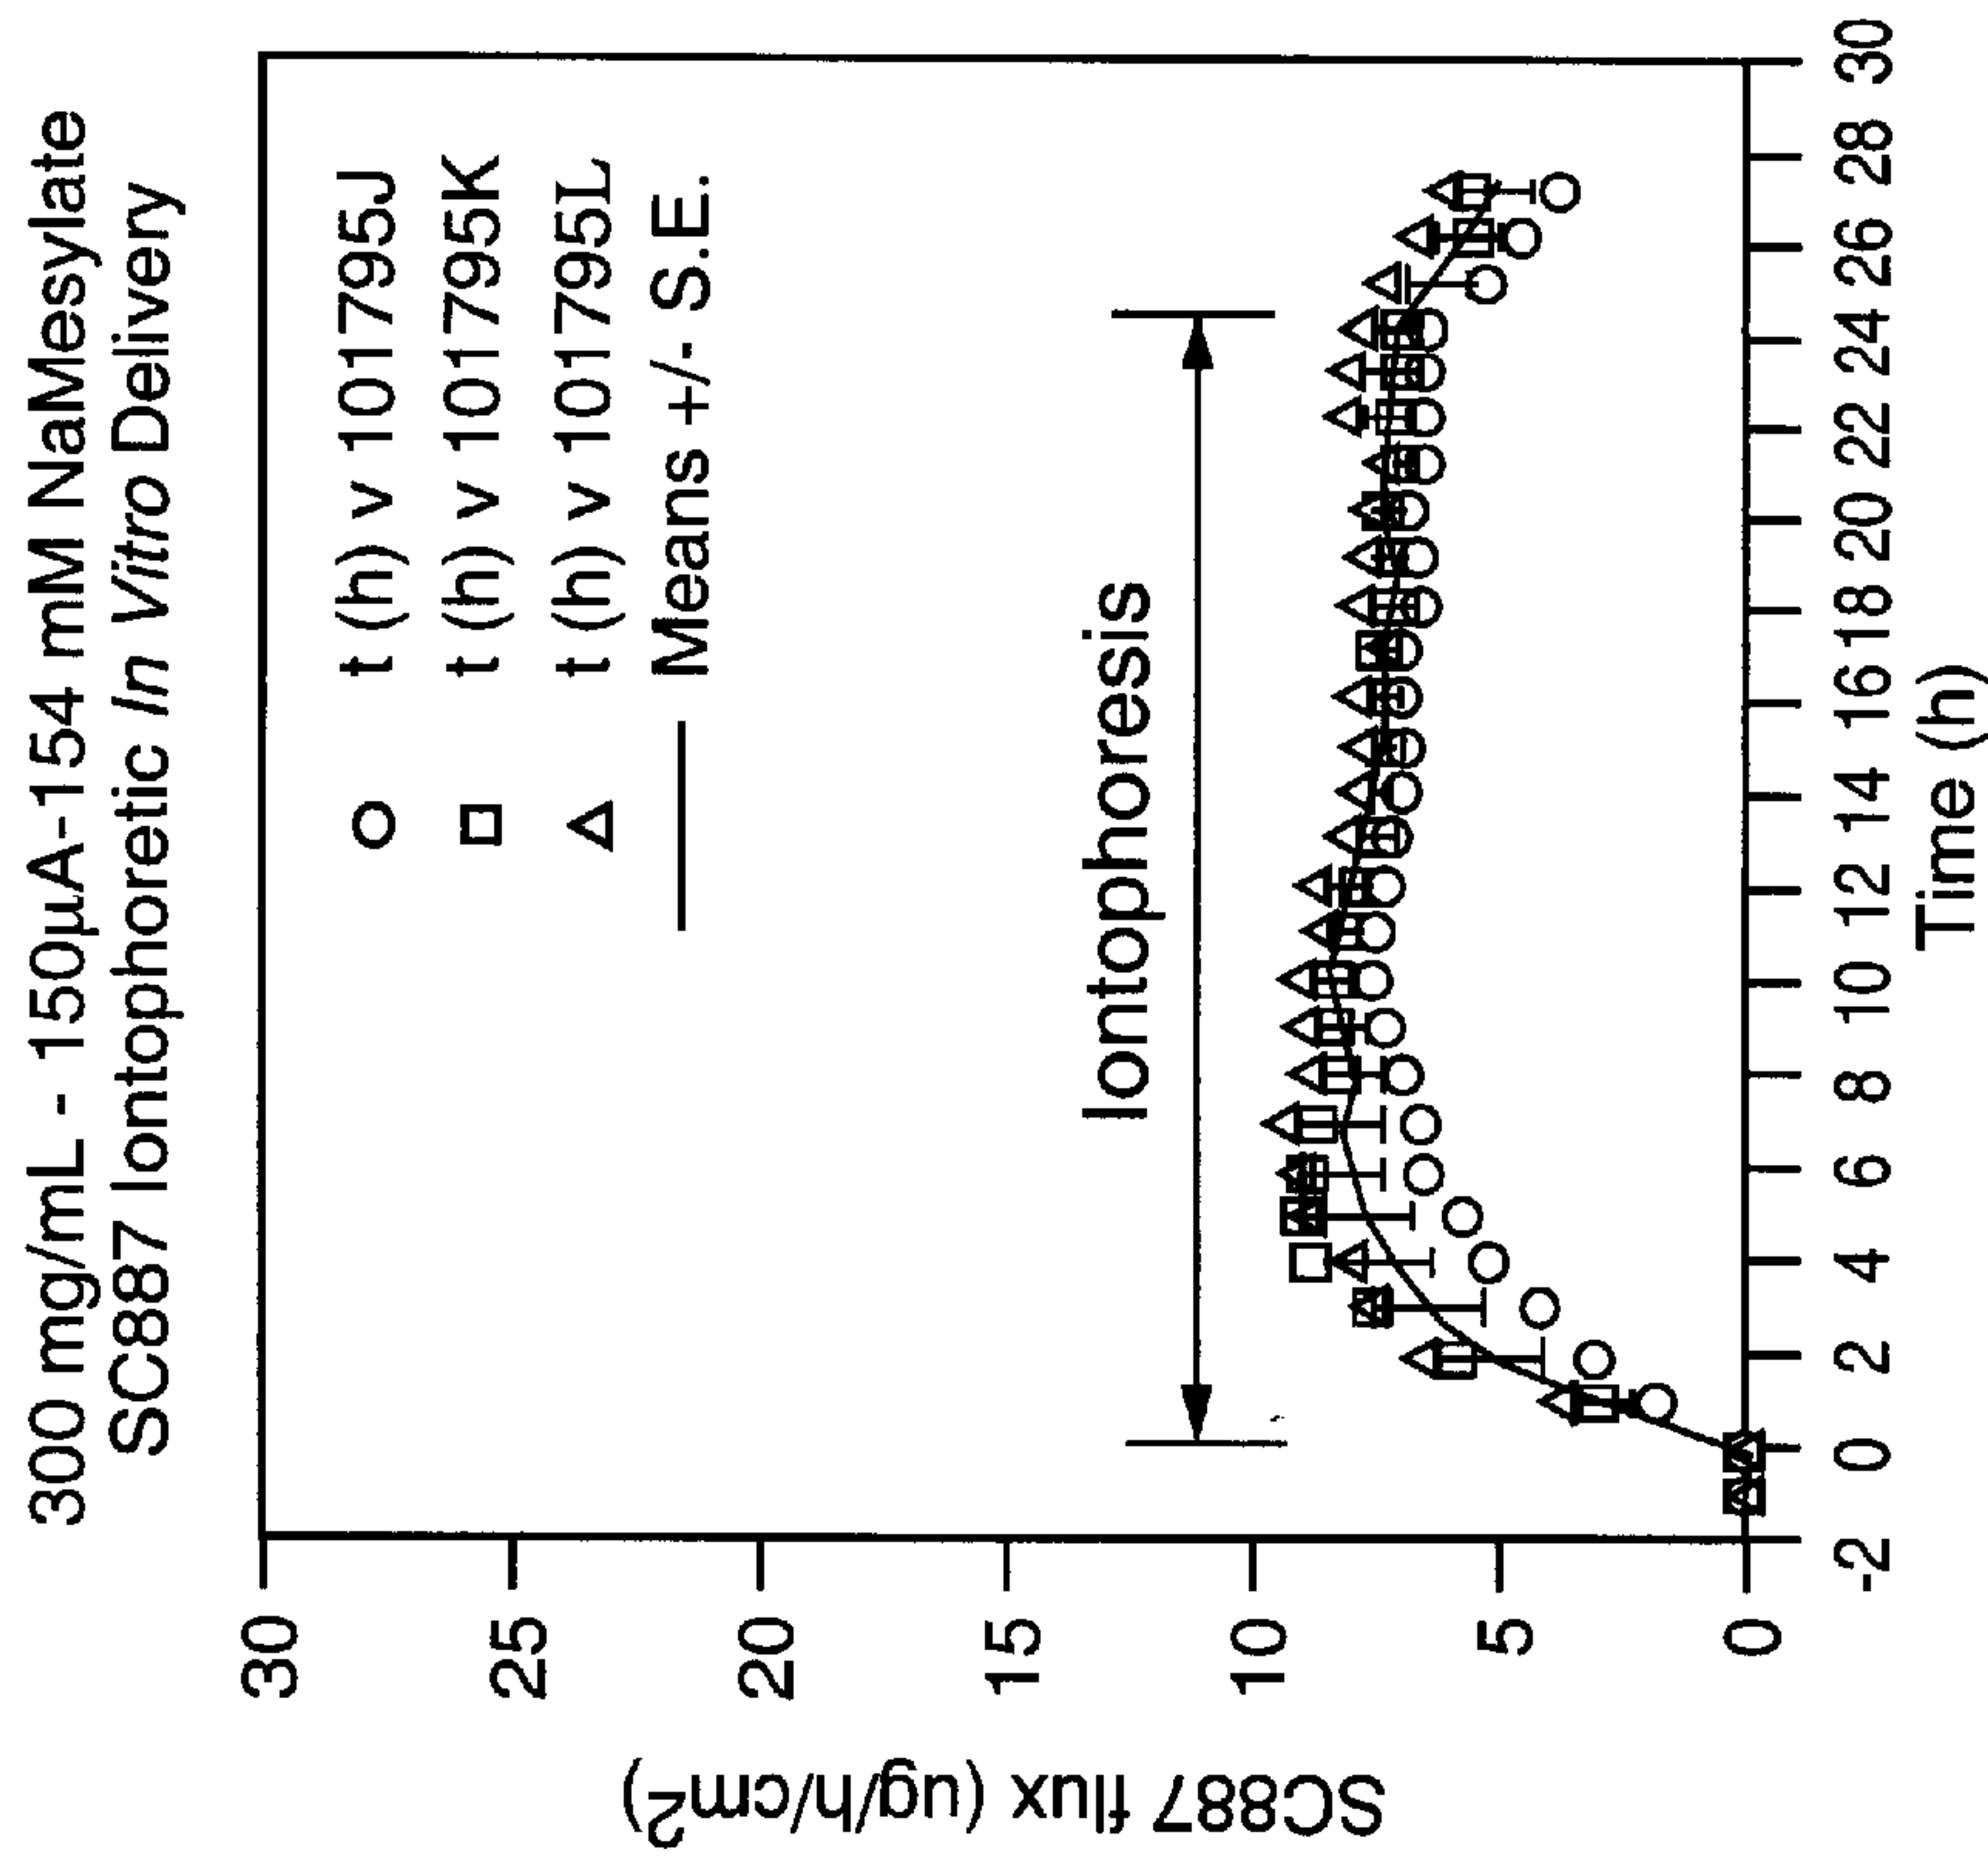 300 mg/mL - 150µA-154 mM NaMesylate
SC887 Iontophoretic In Vitro Delivery
t (h) v 101795J
t (h) v 101795K
t (h) v 101795L
Means +/- S.E.
Iontophoresis
SC887 flux (ug/h/cm2)
30
25
20
15
10
5
0
-2 0 2 4 6 8 10 12 14 16 18 20 22 24 26 28 30
Time (h)